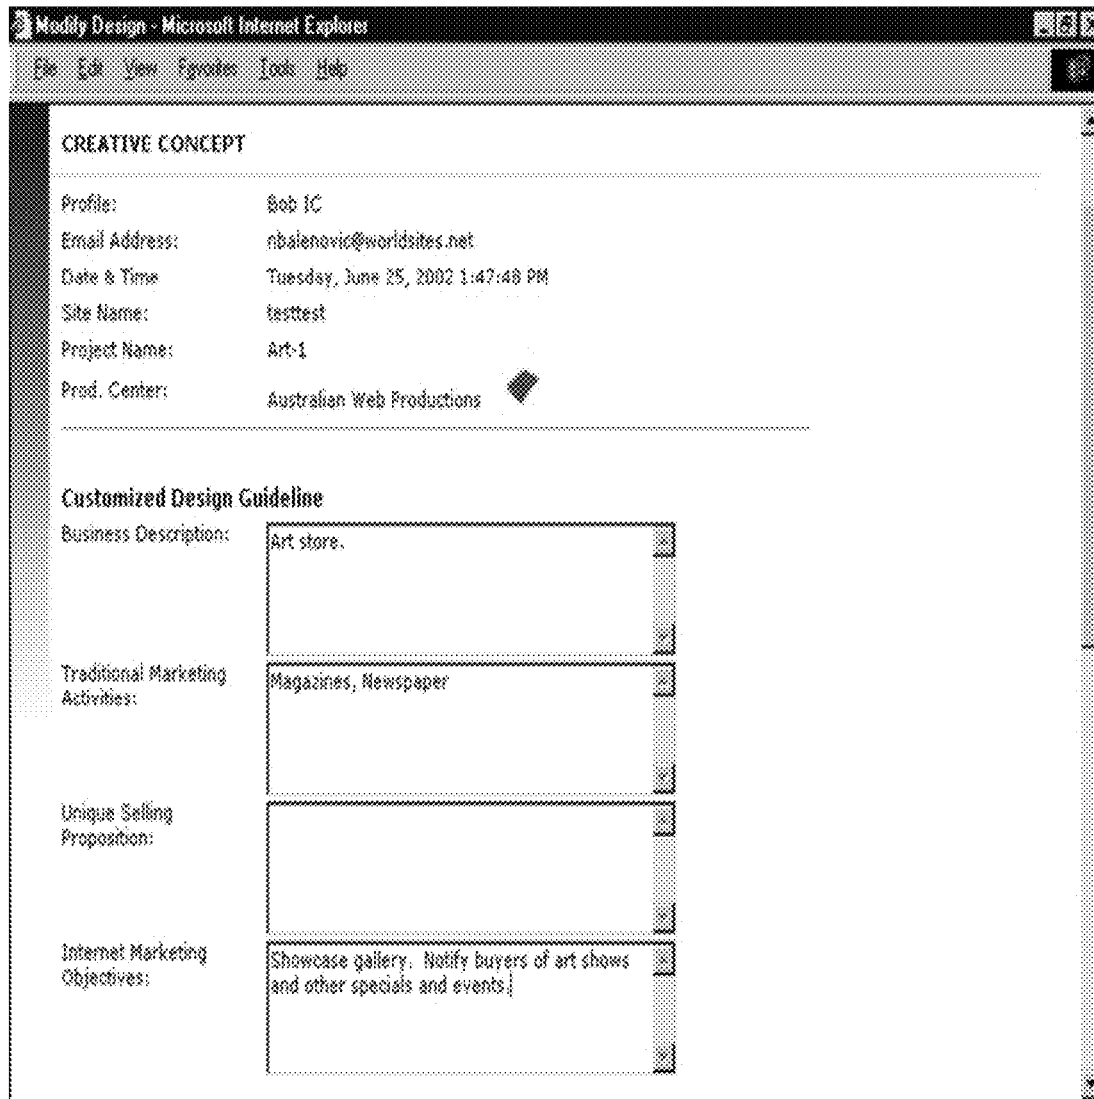 Modify Design - Microsoft Internet Explorer
File Edit View Favorites Tools Help
CREATIVE CONCEPT
Profile: Bob IC
Email Address: nbalenovic@worldsites.net
Date & Time Tuesday, June 25, 2002 1:47:48 PM
Site Name: testtest
Project Name: Art-1
Prod. Center: Australian Web Productions
Customized Design Guideline
Business Description: Art store.
Traditional Marketing Magazines, Newspaper
Activities:
Unique Selling
Proposition:
Internet Marketing Showcase gallery. Notify buyers of art shows
Objectives: and other specials and events.